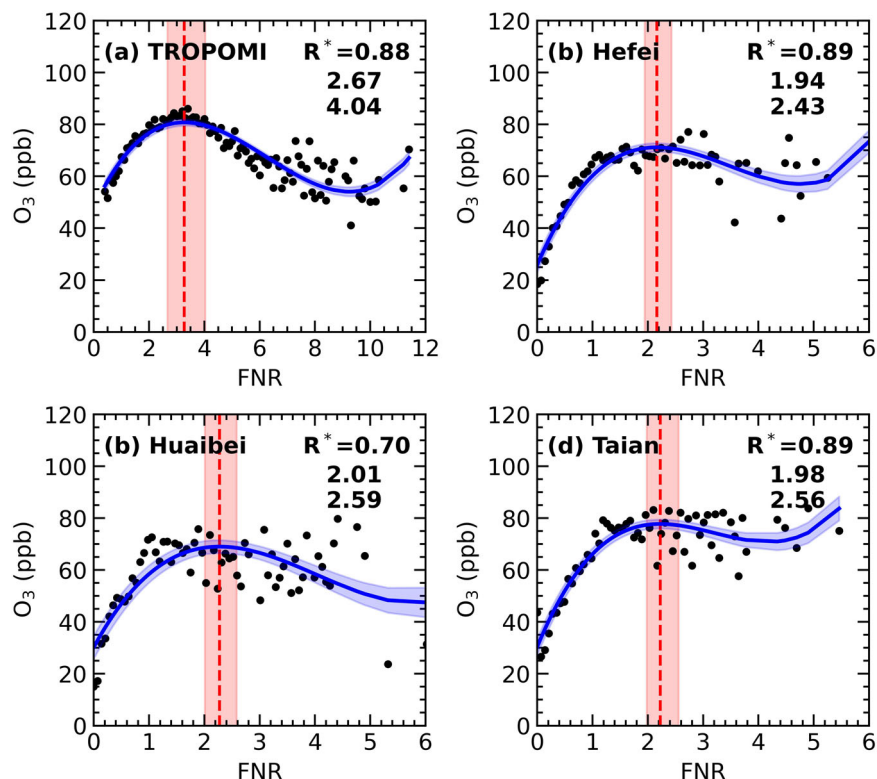 120
100
80
60
40
20
0
O₃ (ppb)
(a) TROPOMI R*=0.88
2.67
4.04
0 2 4 6 8 10 12
FNR
120
100
80
60
40
20
0
O₃ (ppb)
(b) Hefei R*=0.89
1.94
2.43
0 1 2 3 4 5 6
FNR
120
100
80
60
40
20
0
O₃ (ppb)
(b) Huaibei R*=0.70
2.01
2.59
0 1 2 3 4 5 6
FNR
120
100
80
60
40
20
0
O₃ (ppb)
(d) Taian R*=0.89
1.98
2.56
0 1 2 3 4 5 6
FNR